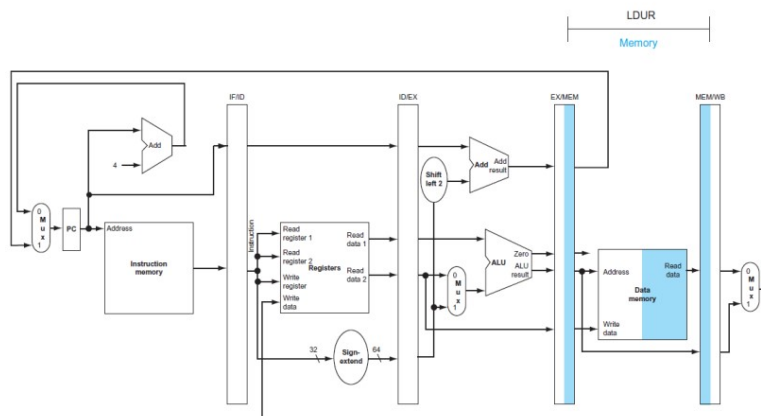 LDUR
Memory
IF/ID
ID/EX
EX/MEM
MEM/WB
Add
4
Shift
left 2
Add
Add
result
0
M
u
x
1
PC
Address
Instruction
memory
Instruction
Read
register 1
Read
register 2
Write
register
Write
data
Registers
Read
data 1
Read
data 2
0
M
u
x
1
ALU
Zero
ALU
result
Address
Read
data
Data
memory
Write
data
0
M
u
x
1
32
Sign-
extend
64